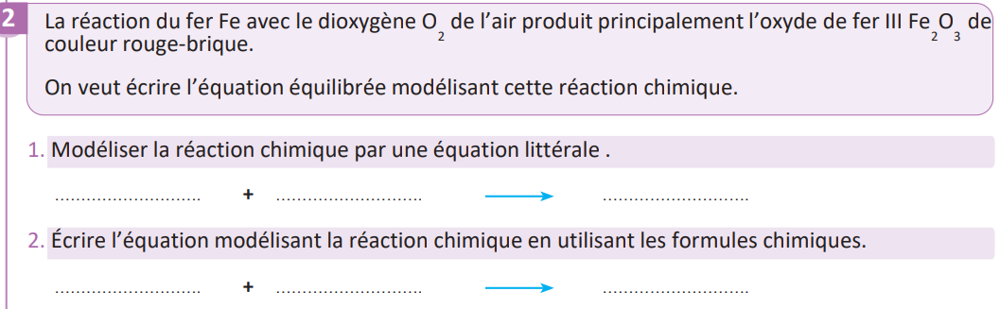 2
La réaction du fer Fe avec le dioxygène O₂ de l’air produit principalement l’oxyde de fer III Fe₂O₃ de
couleur rouge-brique.
On veut écrire l’équation équilibrée modélisant cette réaction chimique.
1. Modéliser la réaction chimique par une équation littérale .
............................ + ............................ → ............................
2. Écrire l’équation modélisant la réaction chimique en utilisant les formules chimiques.
............................ + ............................ → ............................